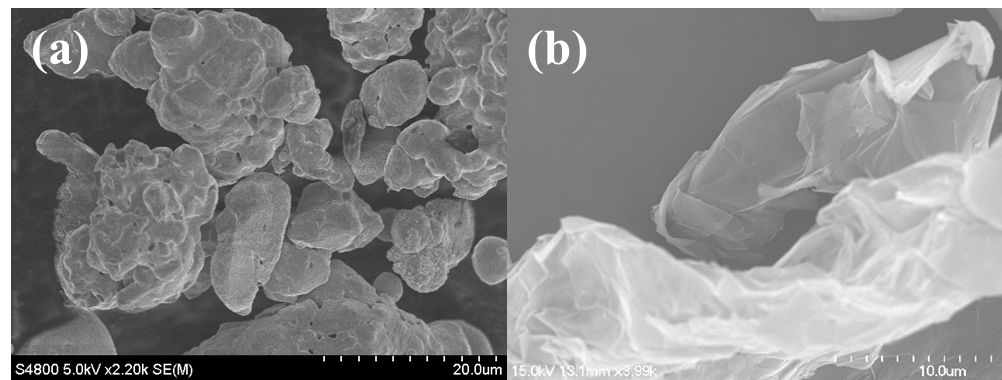 (a)
(b)
S4800 5.0kV x2.20k SE(M) 20.0um
15.0kV 13.1mm x3.99k 10.0um